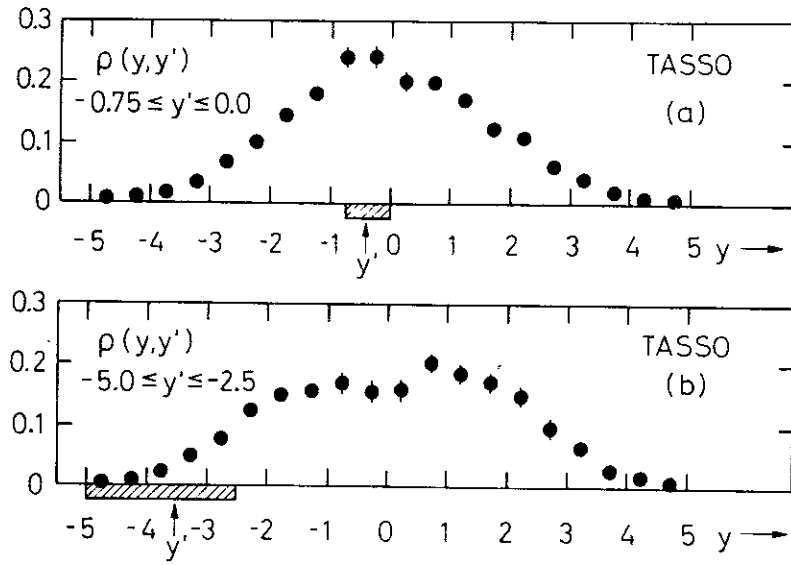 0.3
ρ(y,y') TASSO
0.2
-0.75 ≤ y' ≤ 0.0 (a)
0.1
0
-5 -4 -3 -2 -1 0 1 2 3 4 5 y
y'
0.3
ρ(y,y') TASSO
0.2
-5.0 ≤ y' ≤ -2.5 (b)
0.1
0
-5 -4 -3 -2 -1 0 1 2 3 4 5 y
y'